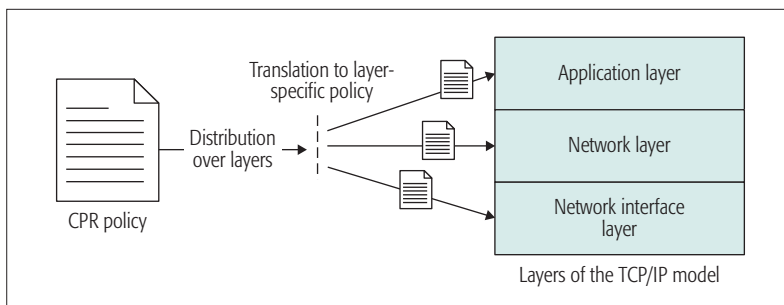 Translation to layer-
specific policy
Distribution
over layers
CPR policy
Application layer
Network layer
Network interface
layer
Layers of the TCP/IP model